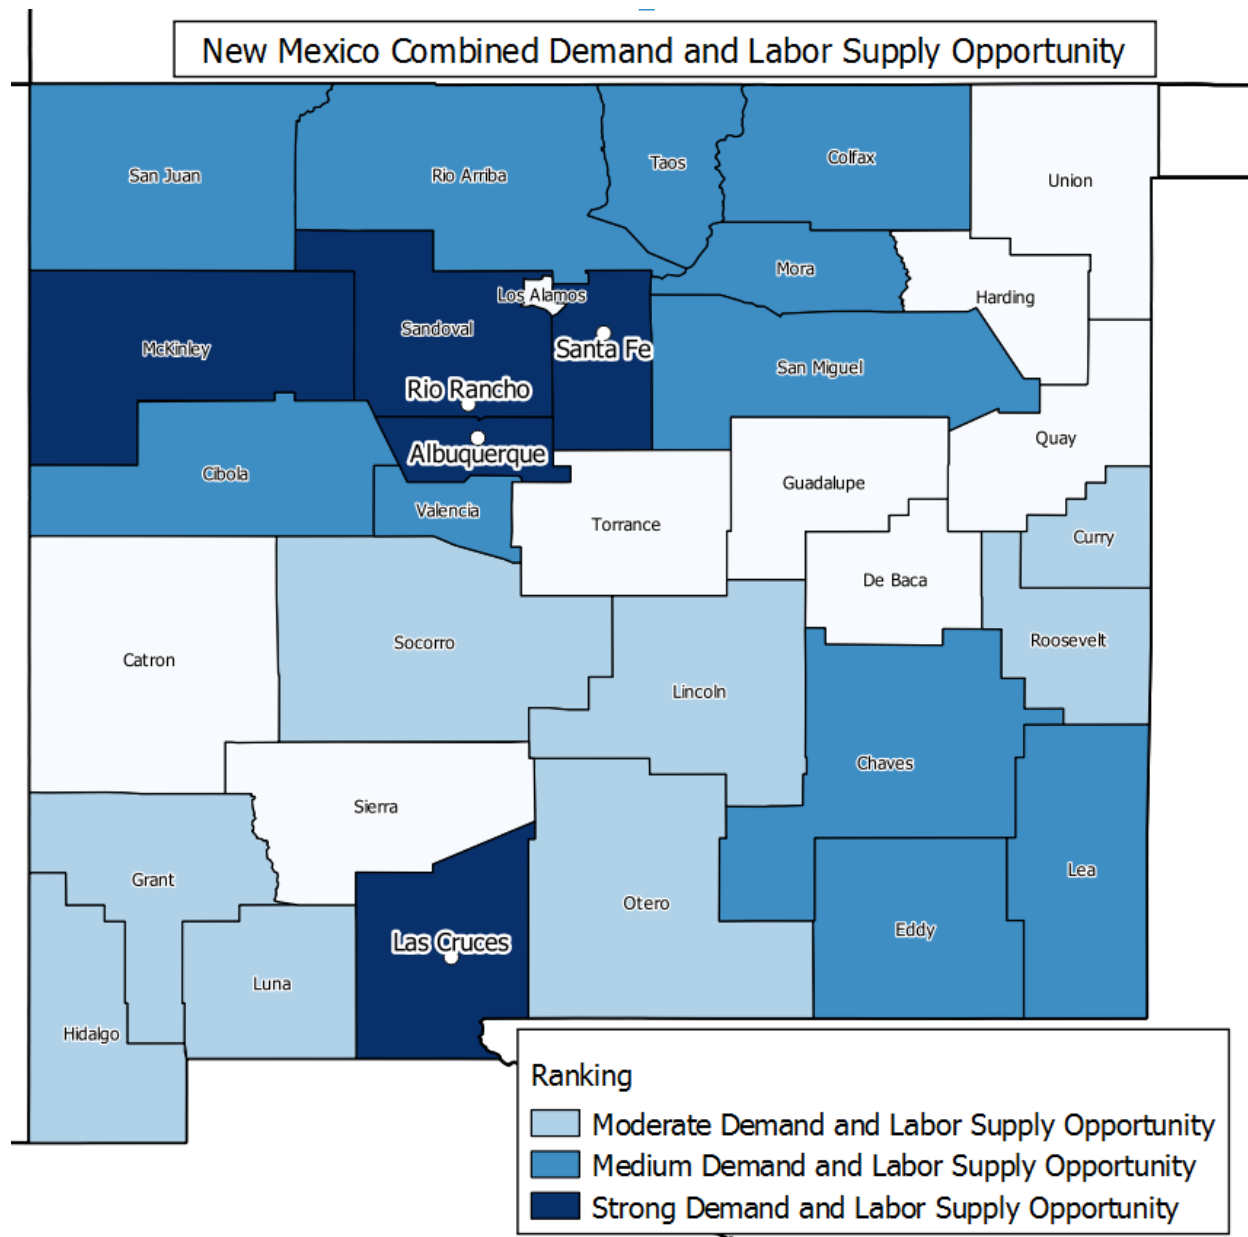 New Mexico Combined Demand and Labor Supply Opportunity
San Juan
Rio Arriba
Taos
Colfax
Union
Mora
Harding
Los Alamos
Sandoval
McKinley
Santa Fe
San Miguel
Rio Rancho
Quay
Albuquerque
Cibola
Guadalupe
Valencia
Torrance
Curry
De Baca
Socorro
Roosevelt
Catron
Lincoln
Chaves
Sierra
Lea
Grant
Otero
Eddy
Las Cruces
Luna
Hidalgo
Ranking
Moderate Demand and Labor Supply Opportunity
Medium Demand and Labor Supply Opportunity
Strong Demand and Labor Supply Opportunity